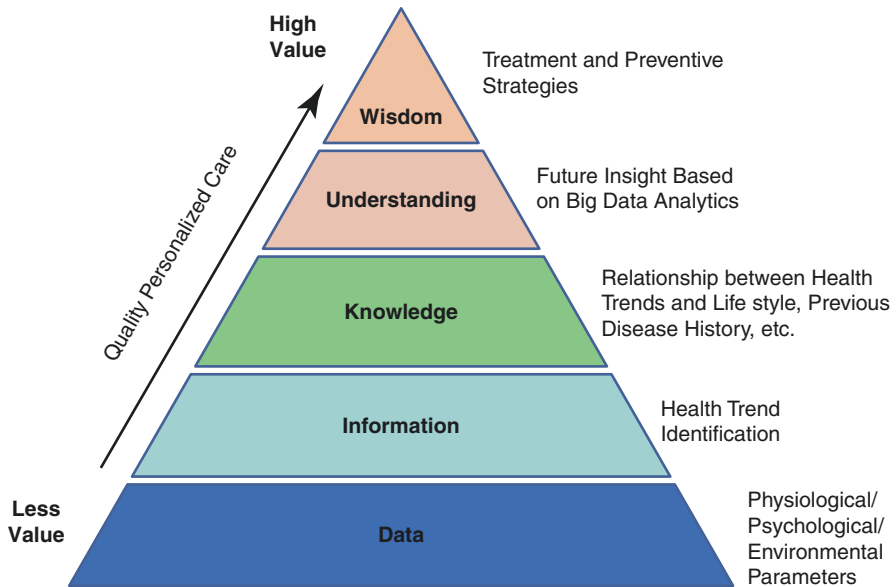 High
Value
Treatment and Preventive
Strategies
Wisdom
Quality Personalized Care
Understanding
Future Insight Based
on Big Data Analytics
Knowledge
Relationship between Health
Trends and Life style, Previous
Disease History, etc.
Information
Health Trend
Identification
Less
Value
Data
Physiological/
Psychological/
Environmental
Parameters